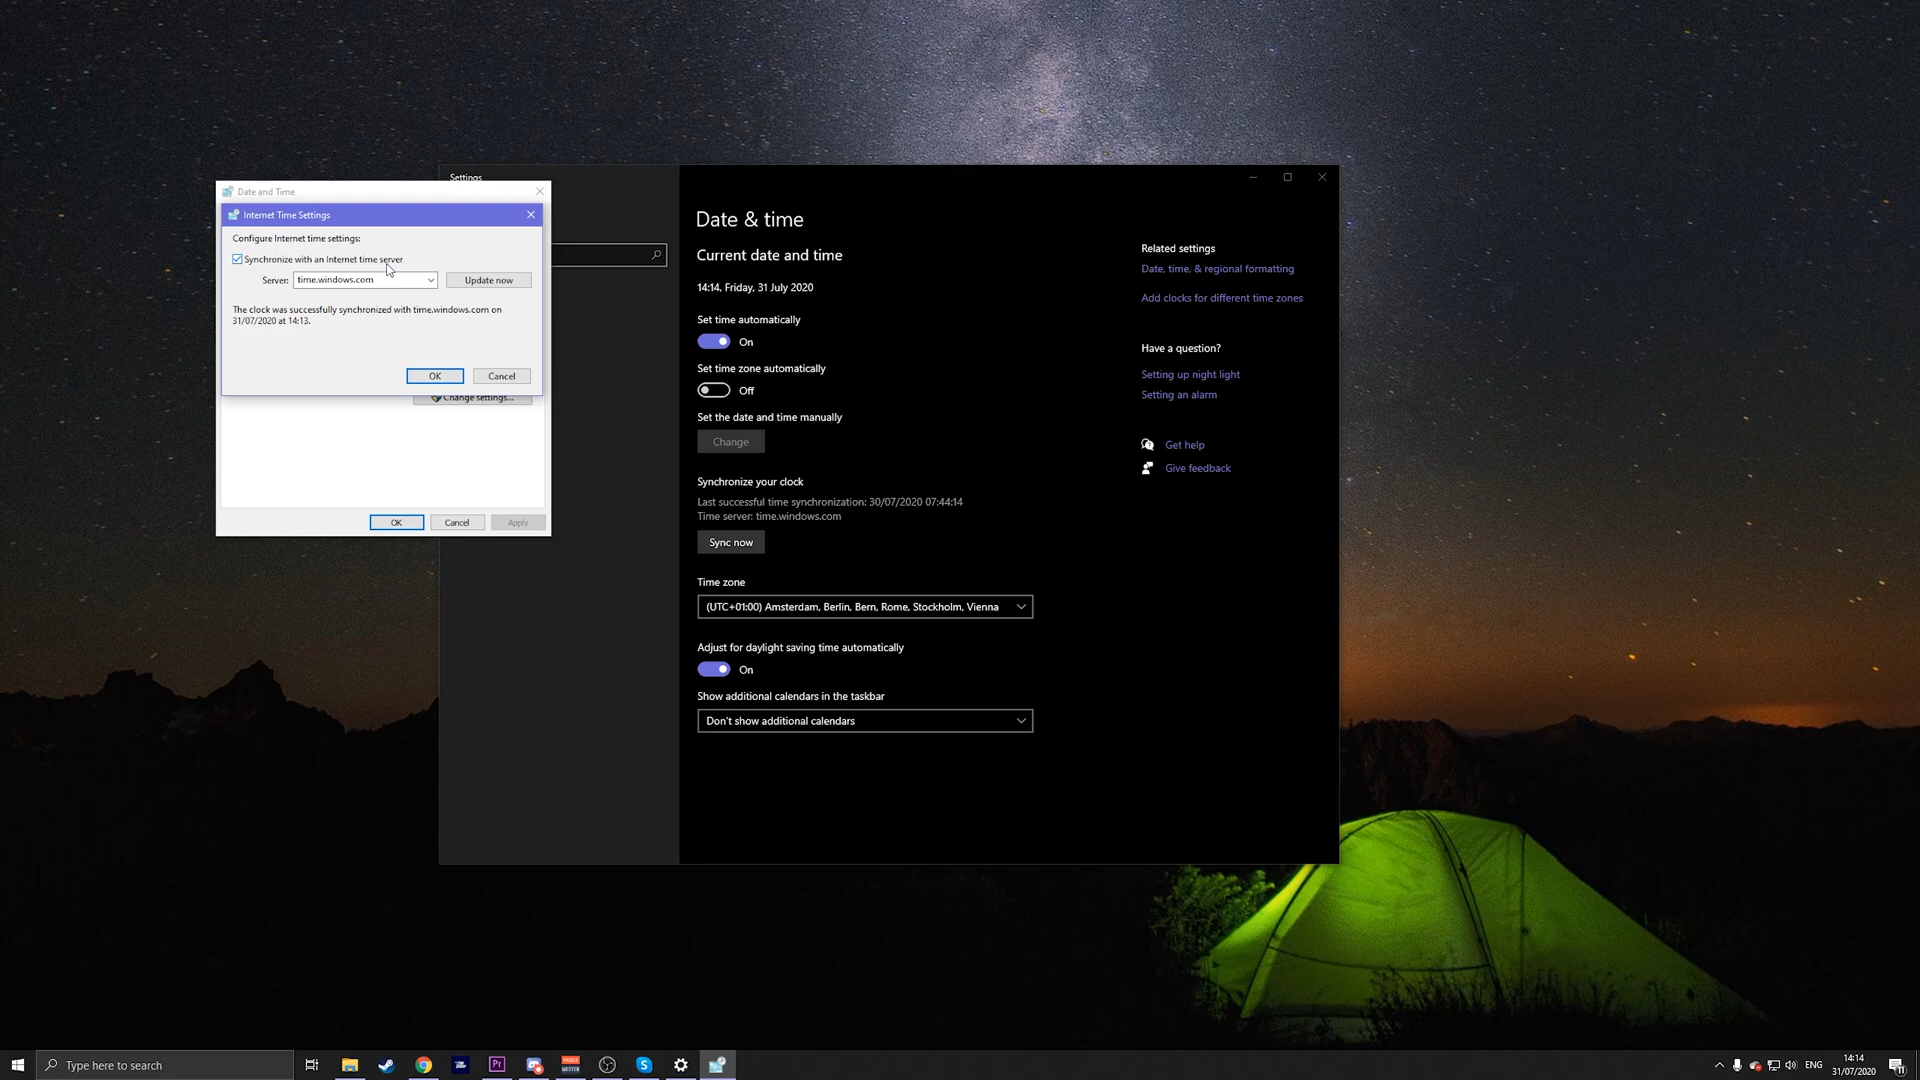 Settings
Date and Time
Internet Time Settings
Configure Internet time settings:
Synchronize with an Internet time server
Server: time.windows.com
Update now
The clock was successfully synchronized with time.windows.com on
31/07/2020 at 14:13.
OK
Cancel
Change settings...
OK
Cancel
Apply
Date & time
Current date and time
14:14, Friday, 31 July 2020
Set time automatically
On
Set time zone automatically
Off
Set the date and time manually
Change
Synchronize your clock
Last successful time synchronization: 30/07/2020 07:44:14
Time server: time.windows.com
Sync now
Time zone
(UTC+01:00) Amsterdam, Berlin, Bern, Rome, Stockholm, Vienna
Adjust for daylight saving time automatically
On
Show additional calendars in the taskbar
Don't show additional calendars
Related settings
Date, time, & regional formatting
Add clocks for different time zones
Have a question?
Setting up night light
Setting an alarm
Get help
Give feedback
Type here to search
Pr
VOICE
MEETER
S
ENG
14:14
31/07/2020